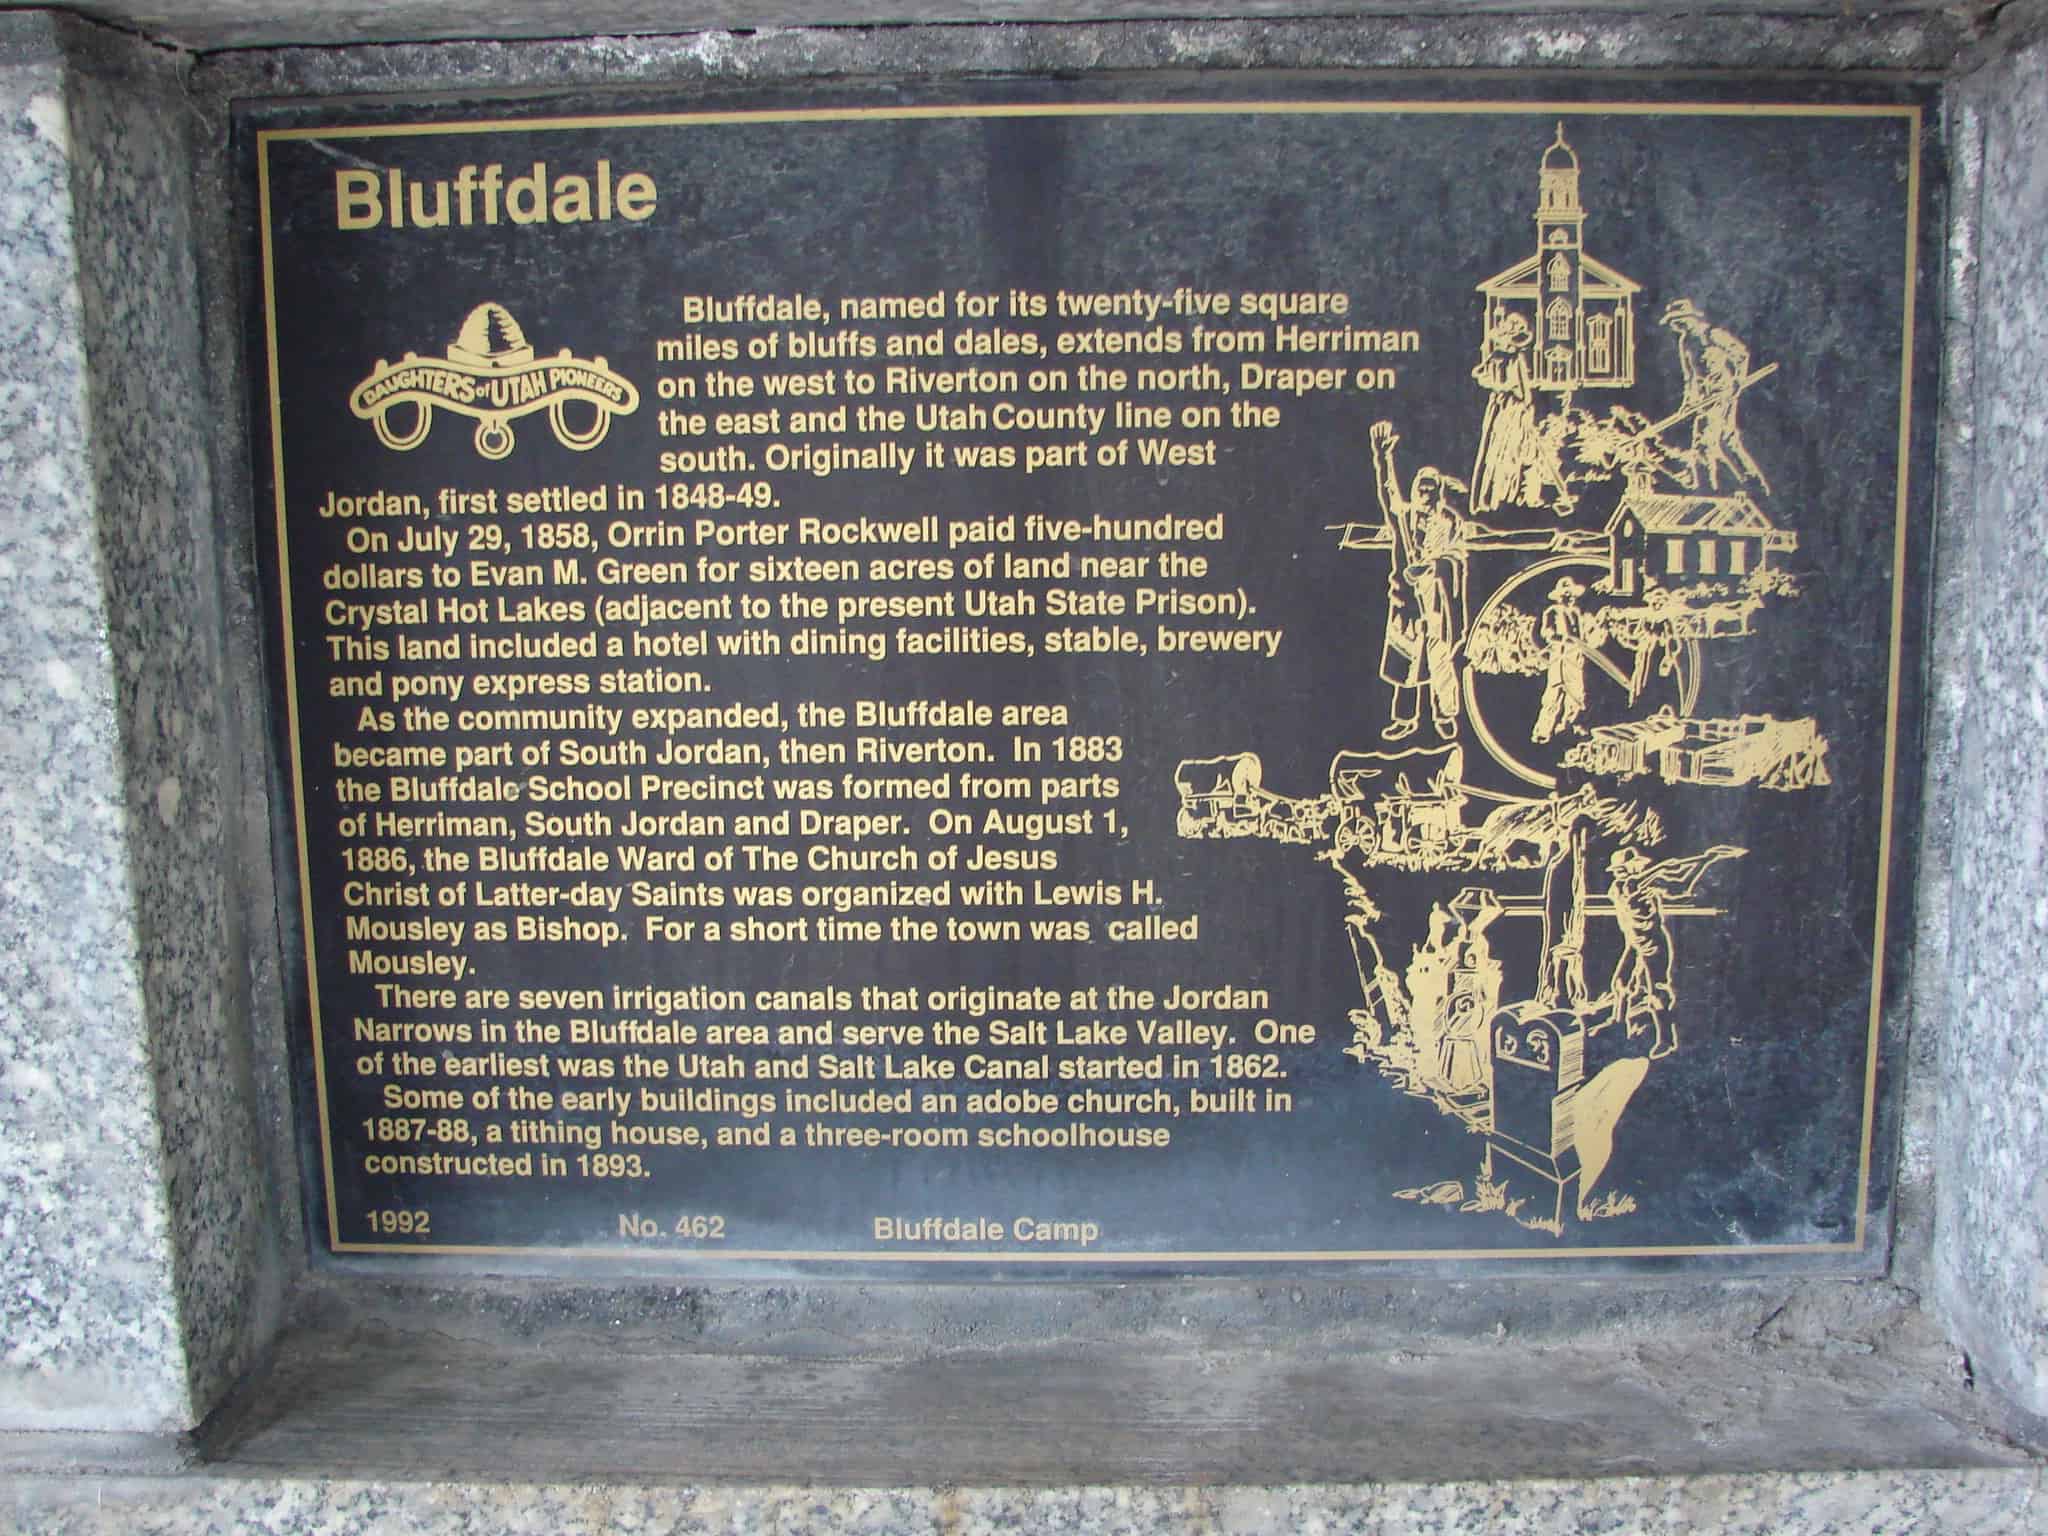 Bluffdale
DAUGHTERS of UTAH PIONEERS
Bluffdale, named for its twenty-five square
miles of bluffs and dales, extends from Herriman
on the west to Riverton on the north, Draper on
the east and the Utah County line on the
south. Originally it was part of West
Jordan, first settled in 1848-49.
On July 29, 1858, Orrin Porter Rockwell paid five-hundred
dollars to Evan M. Green for sixteen acres of land near the
Crystal Hot Lakes (adjacent to the present Utah State Prison).
This land included a hotel with dining facilities, stable, brewery
and pony express station.
As the community expanded, the Bluffdale area
became part of South Jordan, then Riverton. In 1883
the Bluffdale School Precinct was formed from parts
of Herriman, South Jordan and Draper. On August 1,
1886, the Bluffdale Ward of The Church of Jesus
Christ of Latter-day Saints was organized with Lewis H.
Mousley as Bishop. For a short time the town was called
Mousley.
There are seven irrigation canals that originate at the Jordan
Narrows in the Bluffdale area and serve the Salt Lake Valley. One
of the earliest was the Utah and Salt Lake Canal started in 1862.
Some of the early buildings included an adobe church, built in
1887-88, a tithing house, and a three-room schoolhouse
constructed in 1893.
1992 No. 462 Bluffdale Camp